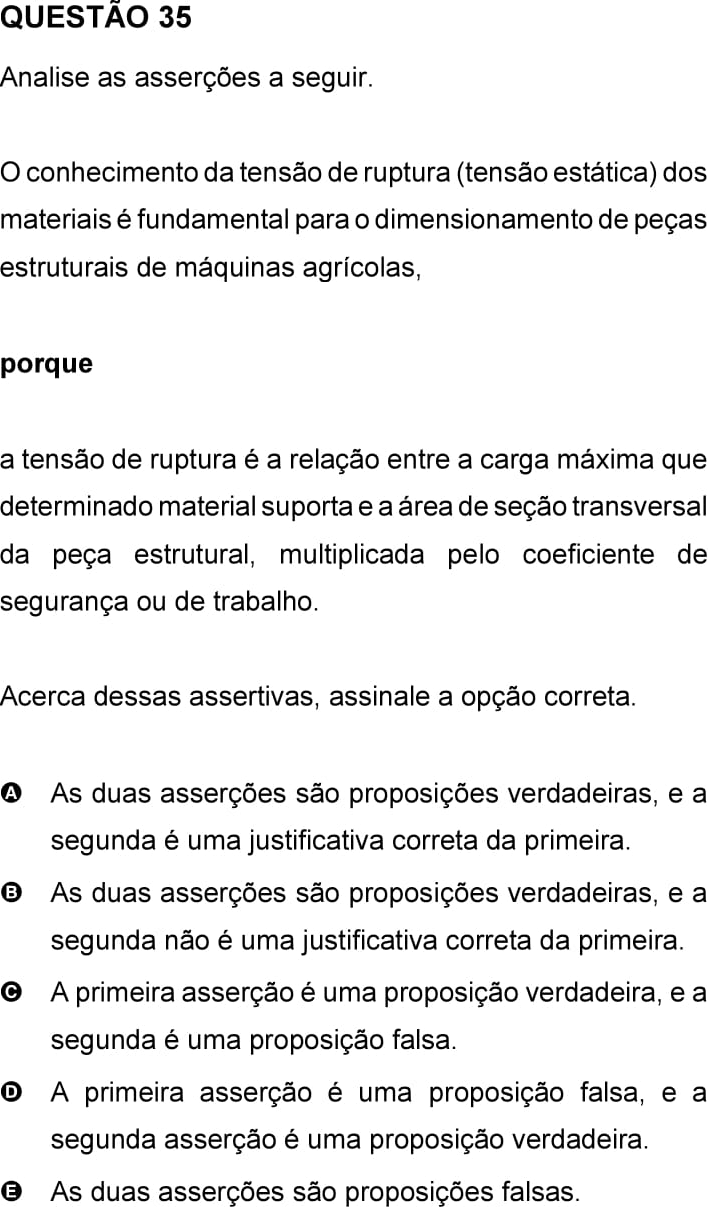 QUESTÃO 35
Analise as asserções a seguir.
O conhecimento da tensão de ruptura (tensão estática) dos
materiais é fundamental para o dimensionamento de peças
estruturais de máquinas agrícolas,
porque
a tensão de ruptura é a relação entre a carga máxima que
determinado material suporta e a área de seção transversal
da peça estrutural, multiplicada pelo coeficiente de
segurança ou de trabalho.
Acerca dessas assertivas, assinale a opção correta.
A As duas asserções são proposições verdadeiras, e a
segunda é uma justificativa correta da primeira.
B As duas asserções são proposições verdadeiras, e a
segunda não é uma justificativa correta da primeira.
C A primeira asserção é uma proposição verdadeira, e a
segunda é uma proposição falsa.
D A primeira asserção é uma proposição falsa, e a
segunda asserção é uma proposição verdadeira.
E As duas asserções são proposições falsas.